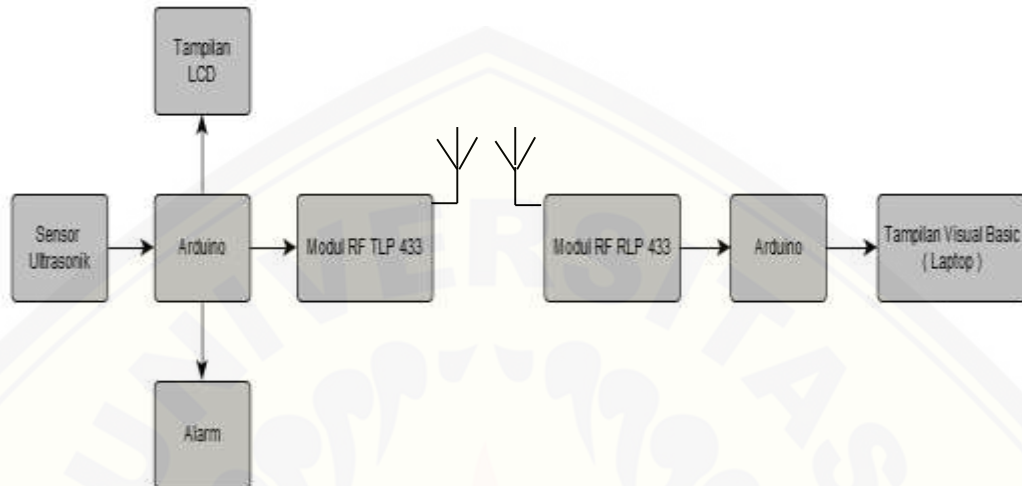 Tampilan
LCD
Sensor
Ultrasonik
Arduino
Modul RF TLP 433
Modul RF RLP 433
Arduino
Tampilan Visual Basic
( Laptop )
Alarm
UNIVERSITAS